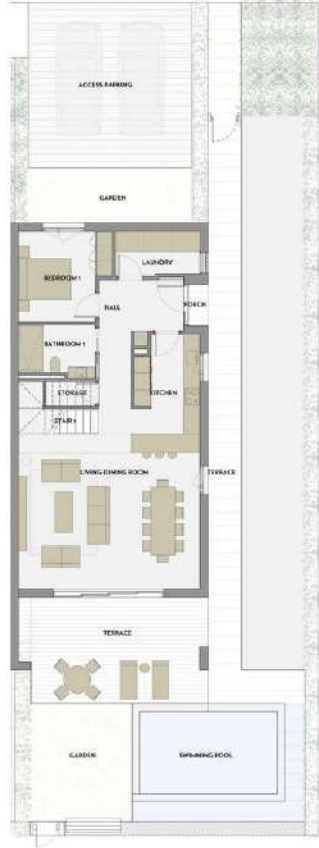 ACCESS-PARKING
GARDEN
LAUNDRY
BEDROOM 1
HALL
PORCH
BATHROOM 1
STORAGE
KITCHEN
STAIRS
LIVING-DINING ROOM
TERRACE
TERRACE
GARDEN
SWIMMING POOL